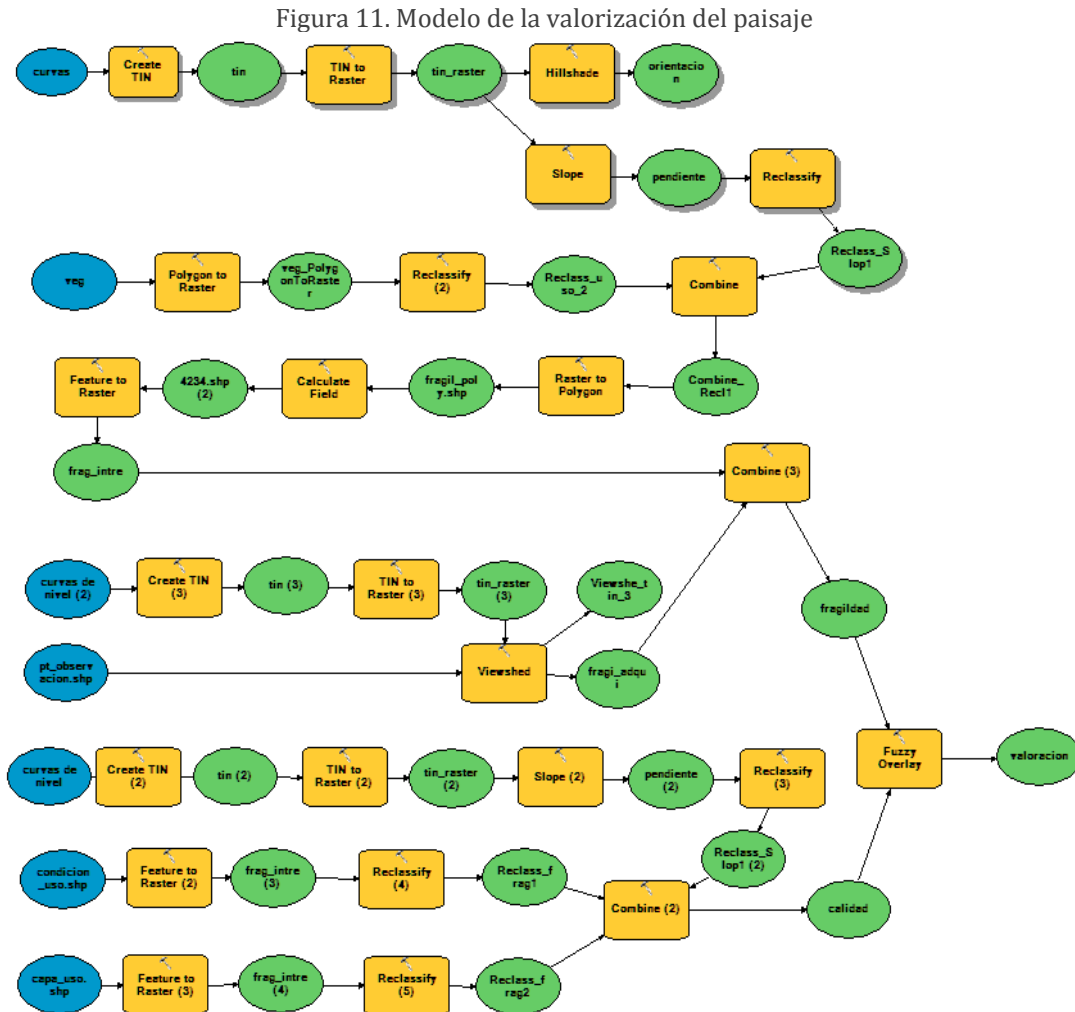 Figura 11. Modelo de la valorización del paisaje
curvas
Create
TIN
tin
TIN to
Raster
tin_raster
Hillshade
orientacio
n
Slope
pendiente
Reclassify
Reclass_S
lop1
veg
Polygon to
Raster
veg_Polyg
onToRaste
r
Reclassify
(2)
Reclass_u
so_2
Combine
Feature to
Raster
4234.shp
(2)
Calculate
Field
fragil_pol
y.shp
Raster to
Polygon
Combine_
Recl1
frag_intre
Combine (3)
curvas de
nivel (2)
Create TIN
(3)
tin (3)
TIN to
Raster (3)
tin_raster
(3)
Viewshe_t
in_3
fragildad
pt_observ
acion.shp
Viewshed
fragi_adqu
i
curvas de
nivel
Create TIN
(2)
tin (2)
TIN to
Raster (2)
tin_raster
(2)
Slope (2)
pendiente
(2)
Reclassify
(3)
Fuzzy
Overlay
valoracion
condicion
_uso.shp
Feature to
Raster (2)
frag_intre
(3)
Reclassify
(4)
Reclass_f
rag1
Reclass_S
lop1 (2)
Combine (2)
calidad
capa_uso.
shp
Feature to
Raster (3)
frag_intre
(4)
Reclassify
(5)
Reclass_f
rag2